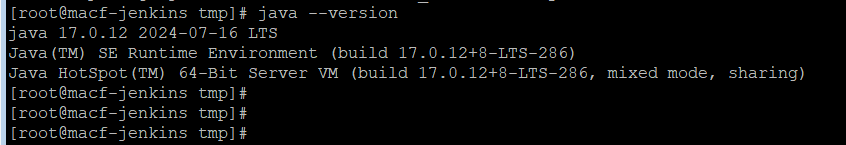 [root@macf-jenkins tmp]# java --version
java 17.0.12 2024-07-16 LTS
Java(TM) SE Runtime Environment (build 17.0.12+8-LTS-286)
Java HotSpot(TM) 64-Bit Server VM (build 17.0.12+8-LTS-286, mixed mode, sharing)
[root@macf-jenkins tmp]#
[root@macf-jenkins tmp]#
[root@macf-jenkins tmp]#